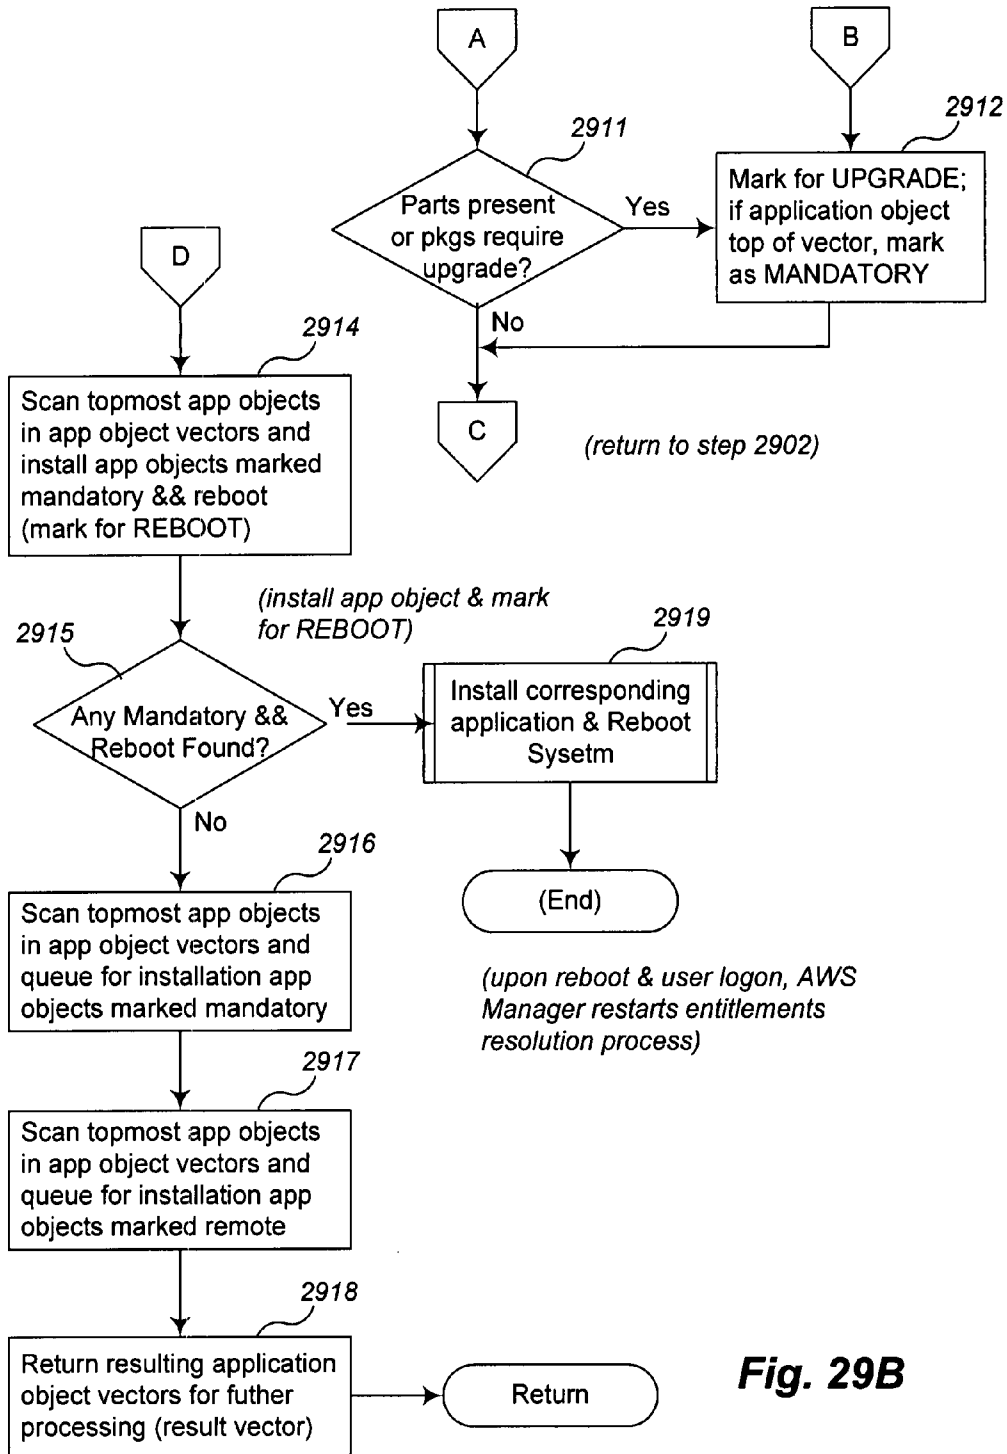 A
B
2911
2912
Parts present
or pkgs require
upgrade?
Yes
Mark for UPGRADE;
if application object
top of vector, mark
as MANDATORY
No
C
(return to step 2902)
D
2914
Scan topmost app objects
in app object vectors and
install app objects marked
mandatory && reboot
(mark for REBOOT)
(install app object & mark
for REBOOT)
2915
Any Mandatory &&
Reboot Found?
Yes
2919
Install corresponding
application & Reboot
Sysetm
No
(End)
(upon reboot & user logon, AWS
Manager restarts entitlements
resolution process)
2916
Scan topmost app objects
in app object vectors and
queue for installation app
objects marked mandatory
2917
Scan topmost app objects
in app object vectors and
queue for installation app
objects marked remote
2918
Return resulting application
object vectors for futher
processing (result vector)
Return
Fig. 29B